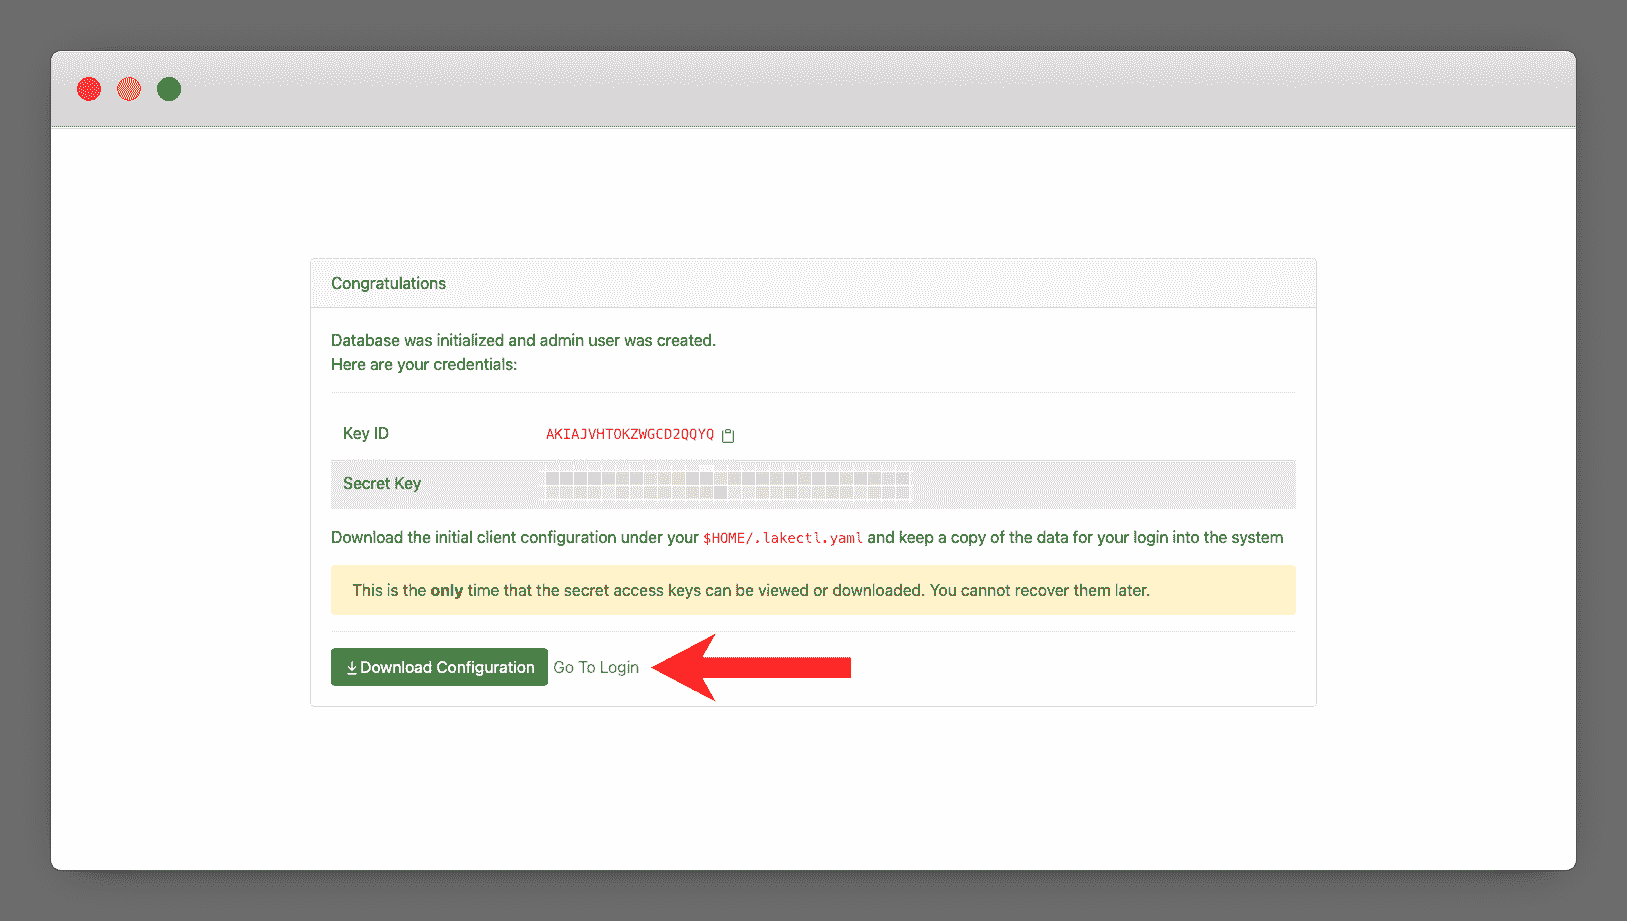 Congratulations
Database was initialized and admin user was created.
Here are your credentials:
Key ID AKIAJVHTOKZWGCD2QQYQ
Secret Key
Download the initial client configuration under your $HOME/.lakectl.yaml and keep a copy of the data for your login into the system
This is the only time that the secret access keys can be viewed or downloaded. You cannot recover them later.
Download Configuration Go To Login